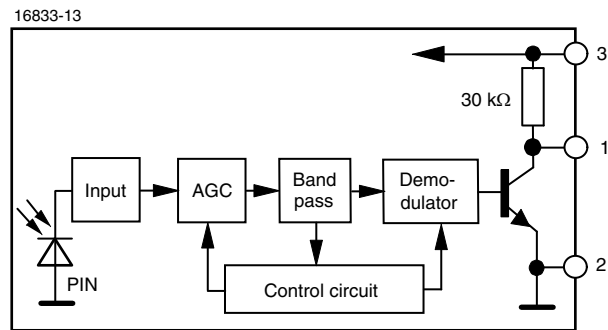 16833-13
3
30 kΩ
1
Input
AGC
Band
pass
Demo-
dulator
2
PIN
Control circuit